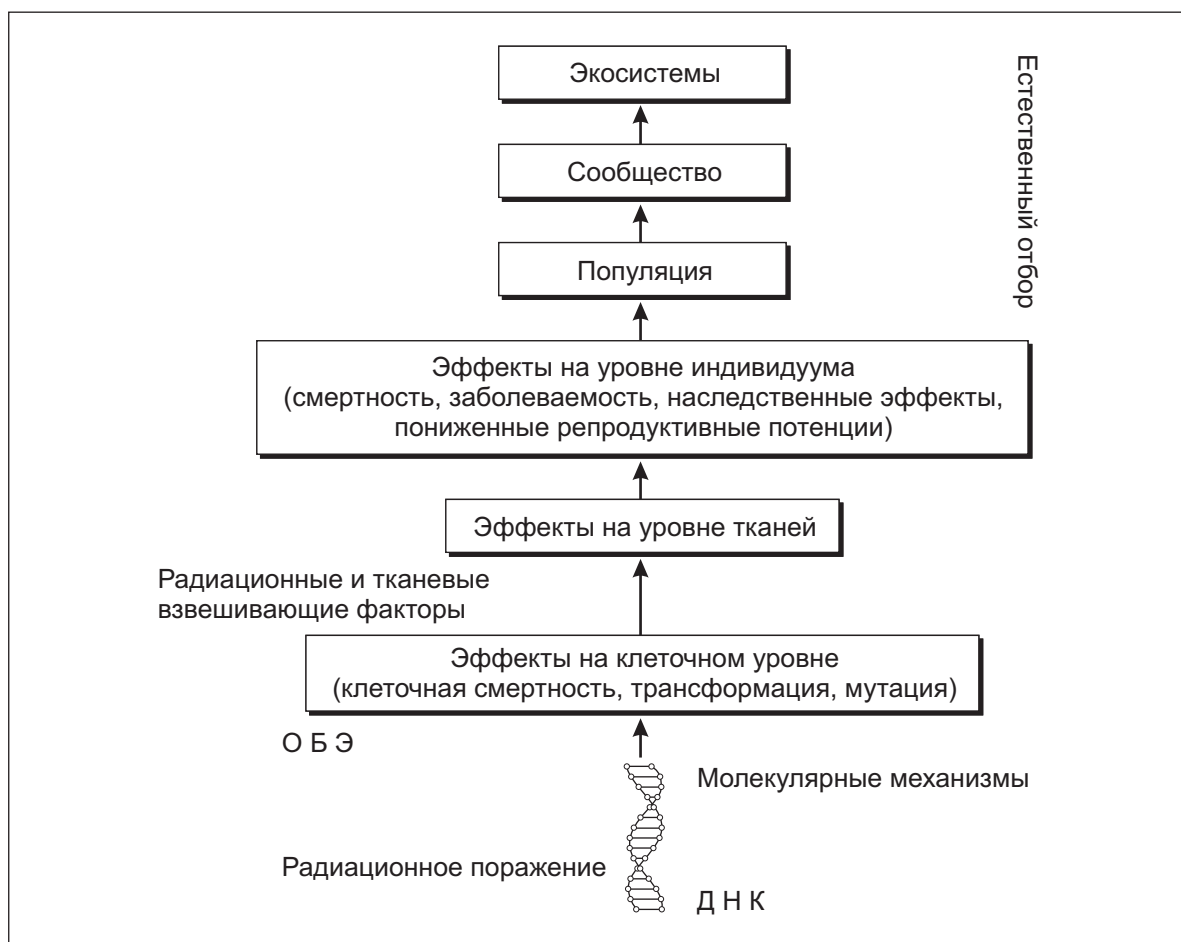 Экосистемы
Естественный отбор
Сообщество
Популяция
Эффекты на уровне индивидуума
(смертность, заболеваемость, наследственные эффекты,
пониженные репродуктивные потенции)
Эффекты на уровне тканей
Радиационные и тканевые
взвешивающие факторы
Эффекты на клеточном уровне
(клеточная смертность, трансформация, мутация)
О Б Э
Молекулярные механизмы
Радиационное поражение
Д Н К